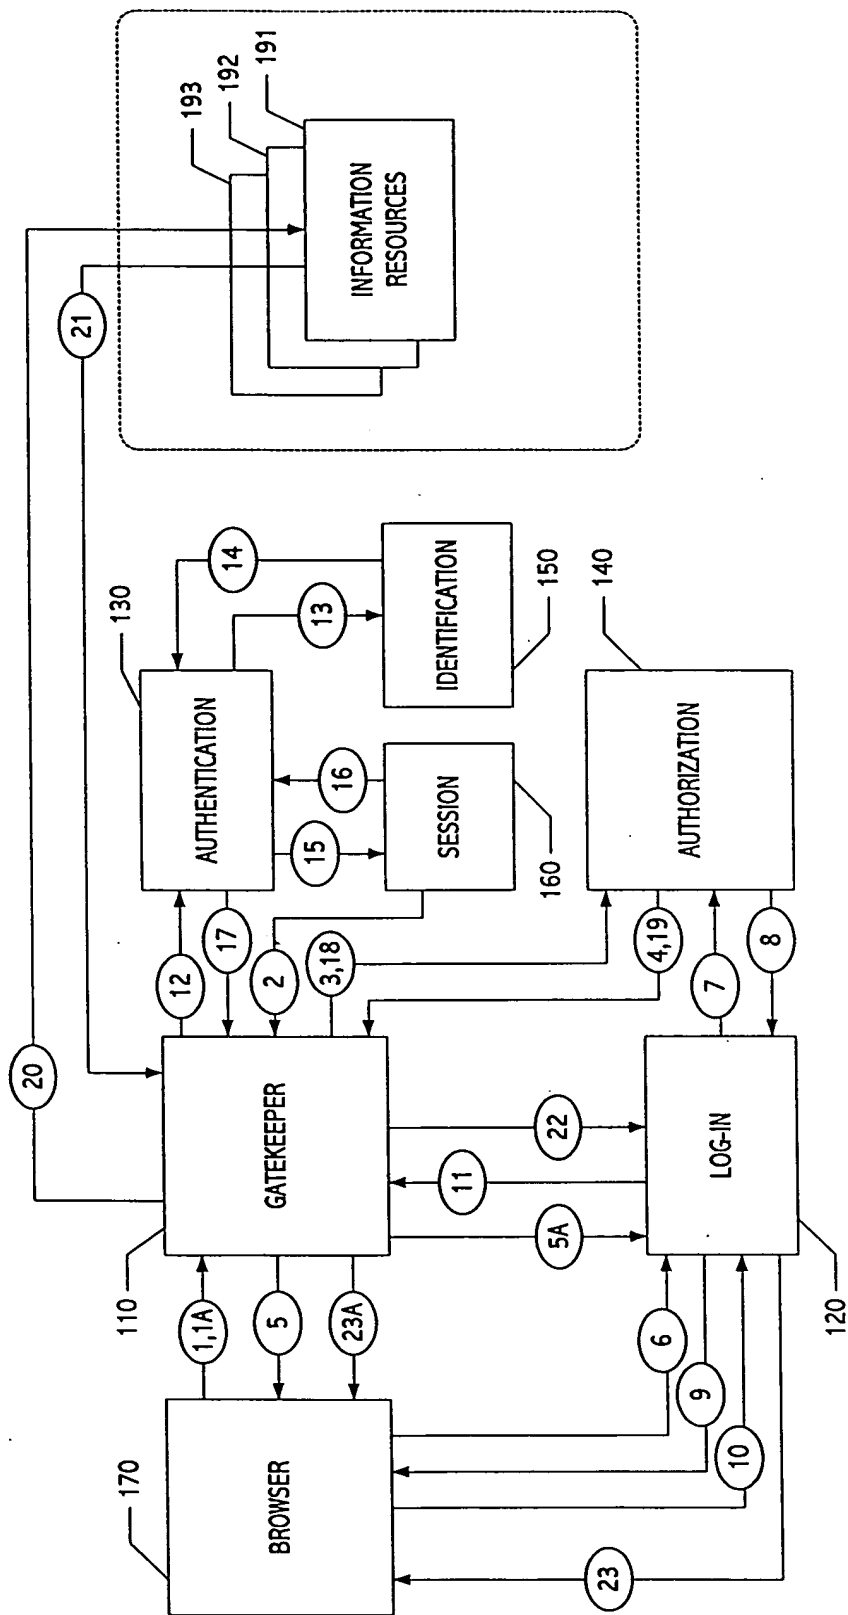 20
21
193
192
191
INFORMATION
RESOURCES
130
AUTHENTICATION
14
13
IDENTIFICATION
150
12
17
15
16
SESSION
160
2
3,18
4,19
140
AUTHORIZATION
7
8
110
GATEKEEPER
22
11
5A
LOG-IN
120
1,1A
5
23A
170
BROWSER
6
9
10
23